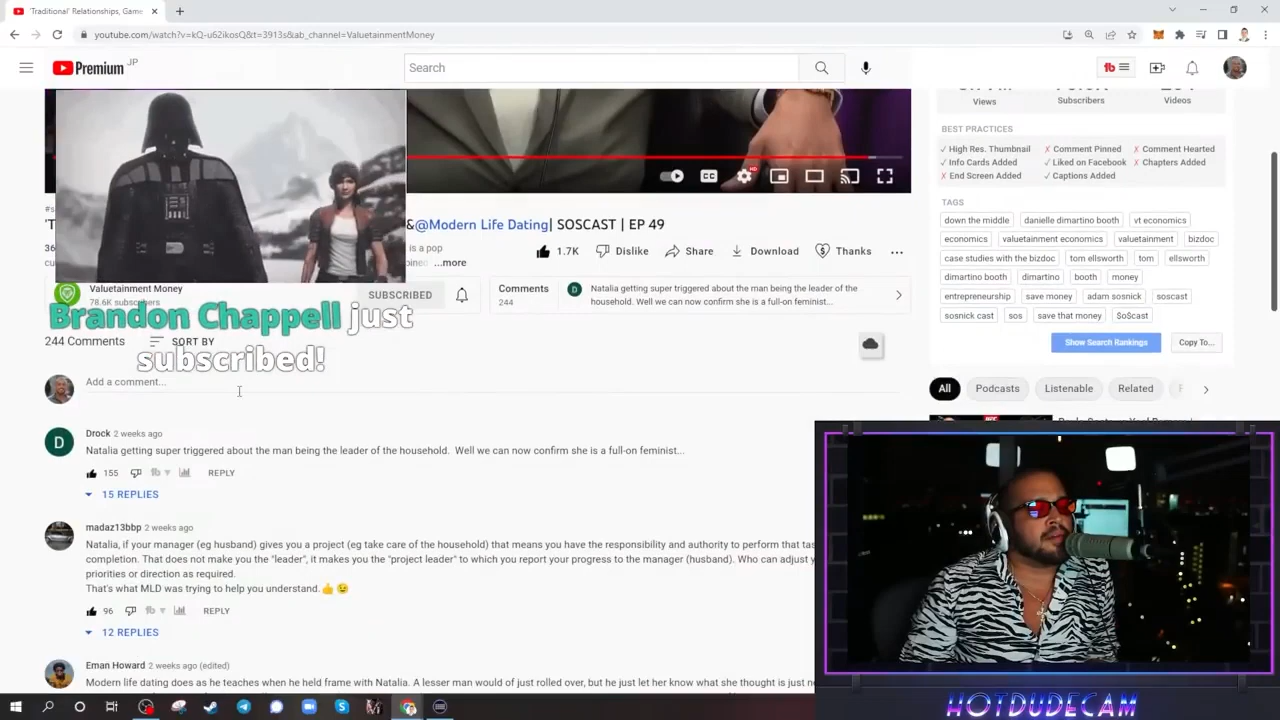 'Traditional' Relationships, Game
youtube.com/watch?v=kQ-u62ikosQ&t=3913s&ab_channel=ValuetainmentMoney
Premium JP
Search
Views
Subscribers
Videos
BEST PRACTICES
✓ High Res. Thumbnail ✗ Comment Pinned ✗ Comment Hearted
✓ Info Cards Added ✓ Liked on Facebook ✗ Chapters Added
✗ End Screen Added ✓ Captions Added
TAGS
down the middle danielle dimartino booth vt economics
economics valuetainment economics valuetainment bizdoc
case studies with the bizdoc tom ellsworth tom ellsworth
dimartino booth dimartino booth money
entrepreneurship save money adam sosnick soscast
sosnick cast sos save that money $o$cast
Show Search Rankings Copy To...
All Podcasts Listenable Related
CC
HD
&@Modern Life Dating| SOSCAST | EP 49
is a pop
...more
1.7K Dislike Share Download Thanks
Valuetainment Money
78.6K subscribers
SUBSCRIBED
Comments
244
D
Natalia getting super triggered about the man being the leader of the
household. Well we can now confirm she is a full-on feminist...
Brandon Chappell just
subscribed!
244 Comments SORT BY
Add a comment...
D
Drock 2 weeks ago
Natalia getting super triggered about the man being the leader of the household. Well we can now confirm she is a full-on feminist...
155 REPLY
15 REPLIES
madaz13bbp 2 weeks ago
Natalia, if your manager (eg husband) gives you a project (eg take care of the household) that means you have the responsibility and authority to perform that tas
completion. That does not make you the "leader", it makes you the "project leader" to which you report your progress to the manager (husband). Who can adjust y
priorities or direction as required.
That's what MLD was trying to help you understand.👍😉
96 REPLY
12 REPLIES
Eman Howard 2 weeks ago (edited)
Modern life dating does as he teaches when he held frame with Natalia. A lesser man would of just rolled over, but he just let her know what she thought is just n
HOTDUDECAM